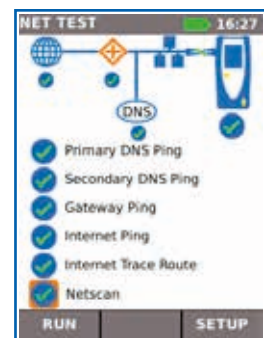 NET TEST 16:27
DNS
Primary DNS Ping
Secondary DNS Ping
Gateway Ping
Internet Ping
Internet Trace Route
Netscan
RUN SETUP